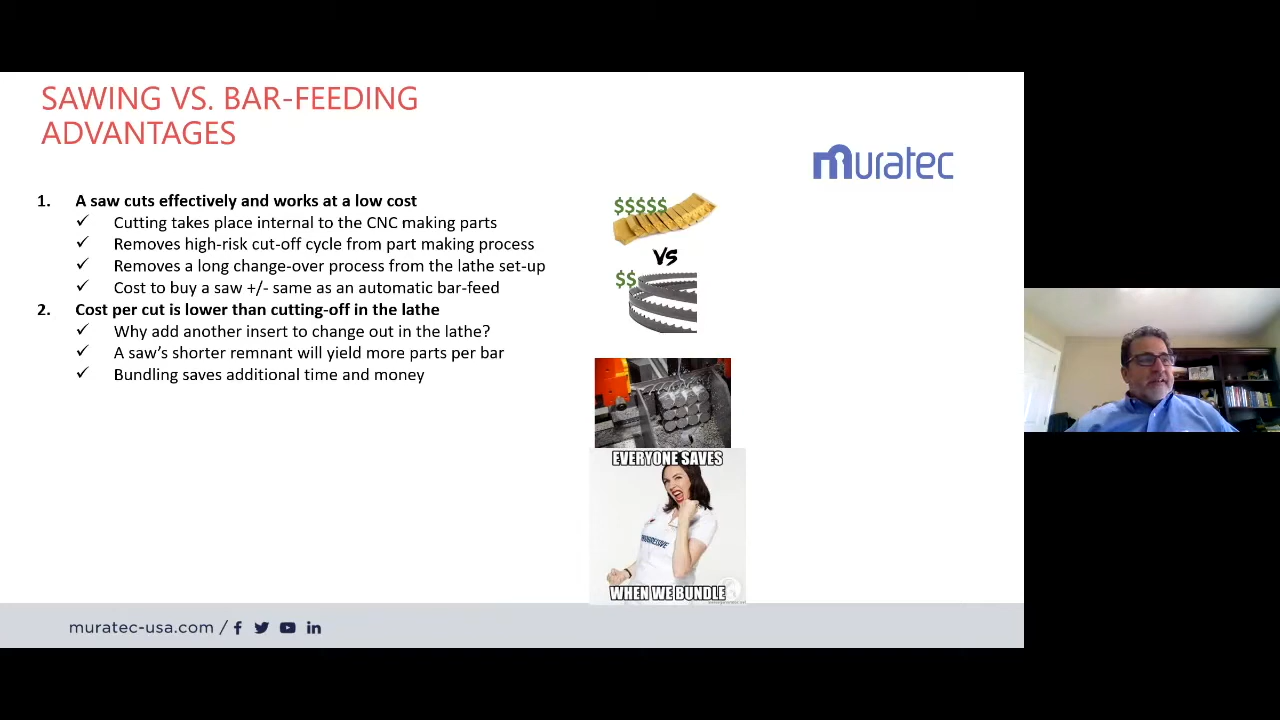 SAWING VS. BAR-FEEDING
ADVANTAGES
muratec
1. A saw cuts effectively and works at a low cost
✓ Cutting takes place internal to the CNC making parts
✓ Removes high-risk cut-off cycle from part making process
✓ Removes a long change-over process from the lathe set-up
✓ Cost to buy a saw +/- same as an automatic bar-feed
2. Cost per cut is lower than cutting-off in the lathe
✓ Why add another insert to change out in the lathe?
✓ A saw's shorter remnant will yield more parts per bar
✓ Bundling saves additional time and money
$$$$$
VS
$$
EVERYONE SAVES
PROGRESSIVE
WHEN WE BUNDLE
muratec-usa.com /